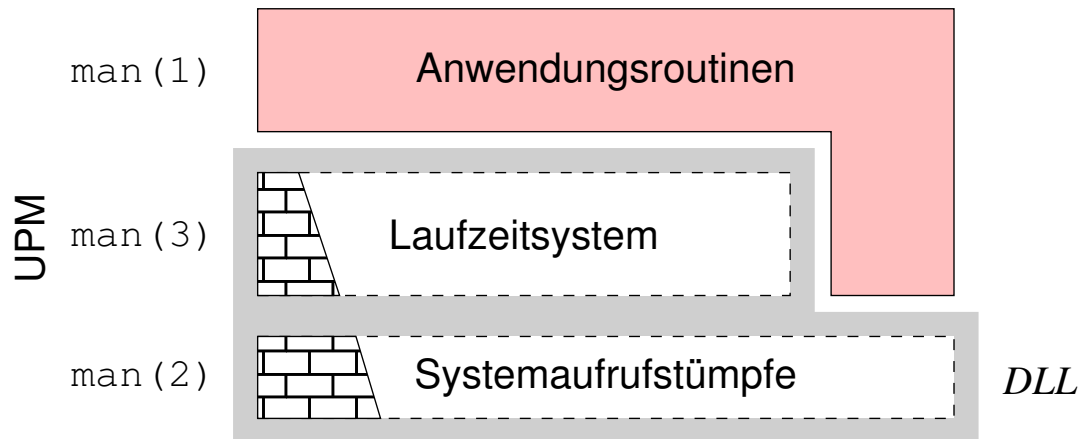 man(1)
Anwendungsroutinen
UPM
man(3)
Laufzeitsystem
man(2)
Systemaufrufstümpfe
DLL